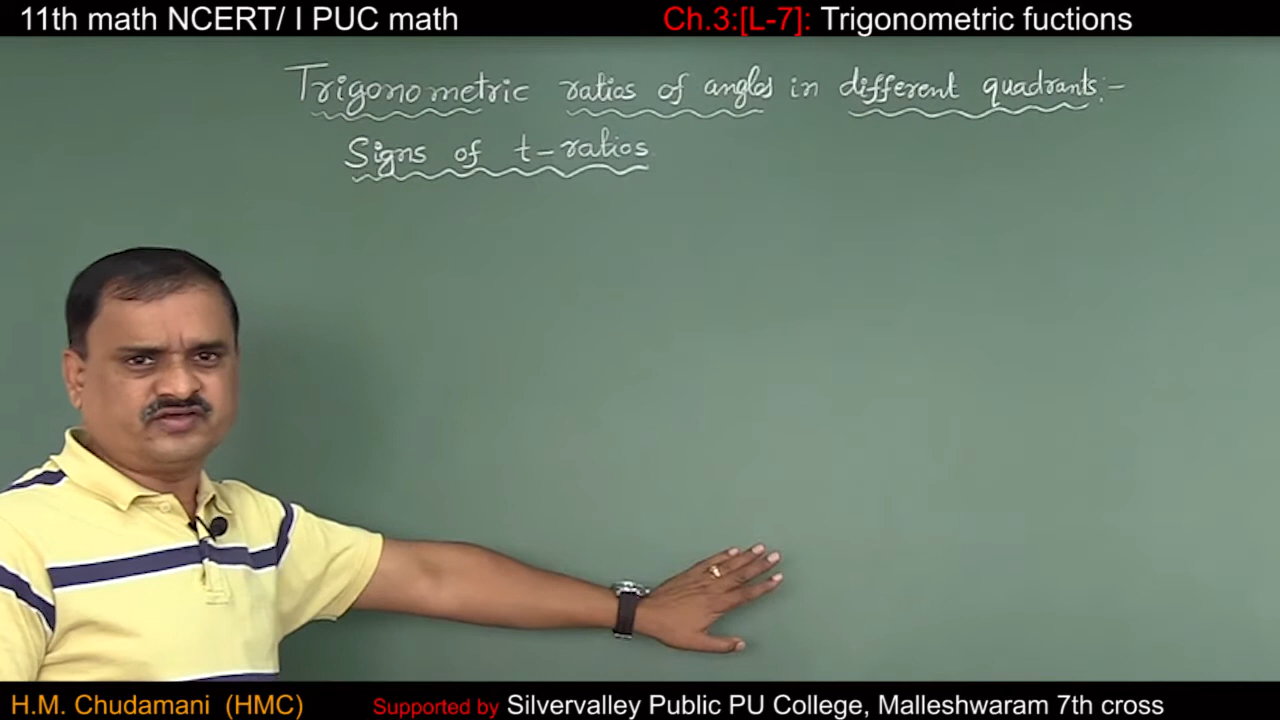 11th math NCERT/ I PUC math
Ch.3:[L-7]: Trigonometric fuctions
Trigonometric ratios of angles in different quadrants:-
Signs of t-ratios
H.M. Chudamani (HMC)
Supported by Silvervalley Public PU College, Malleshwaram 7th cross